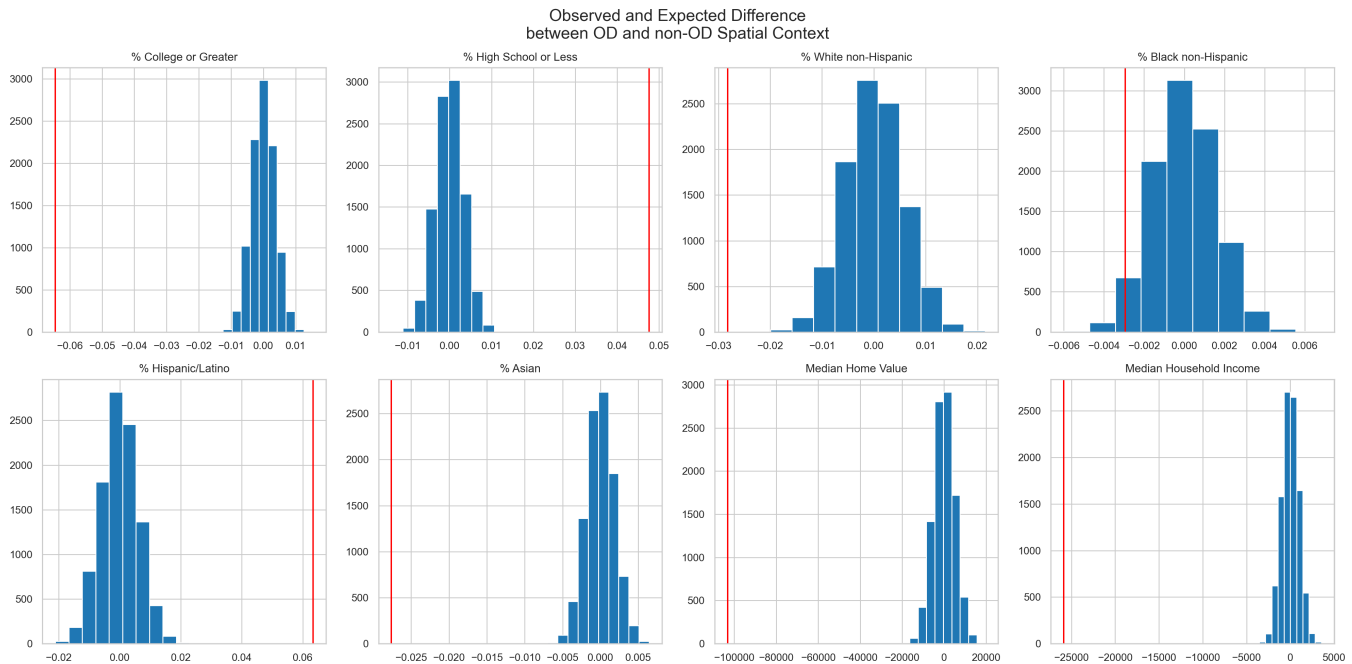 Observed and Expected Difference
between OD and non-OD Spatial Context
% College or Greater
3000
2500
2000
1500
1000
500
0
−0.06 −0.05 −0.04 −0.03 −0.02 −0.01 0.00 0.01
% High School or Less
3000
2500
2000
1500
1000
500
0
−0.01 0.00 0.01 0.02 0.03 0.04 0.05
% White non-Hispanic
2500
2000
1500
1000
500
0
−0.03 −0.02 −0.01 0.00 0.01 0.02
% Black non-Hispanic
3000
2500
2000
1500
1000
500
0
−0.006 −0.004 −0.002 0.000 0.002 0.004 0.006
% Hispanic/Latino
2500
2000
1500
1000
500
0
−0.02 0.00 0.02 0.04 0.06
% Asian
2500
2000
1500
1000
500
0
−0.025 −0.020 −0.015 −0.010 −0.005 0.000 0.005
Median Home Value
3000
2500
2000
1500
1000
500
0
−100000 −80000 −60000 −40000 −20000 0 20000
Median Household Income
2500
2000
1500
1000
500
0
−25000 −20000 −15000 −10000 −5000 0 5000